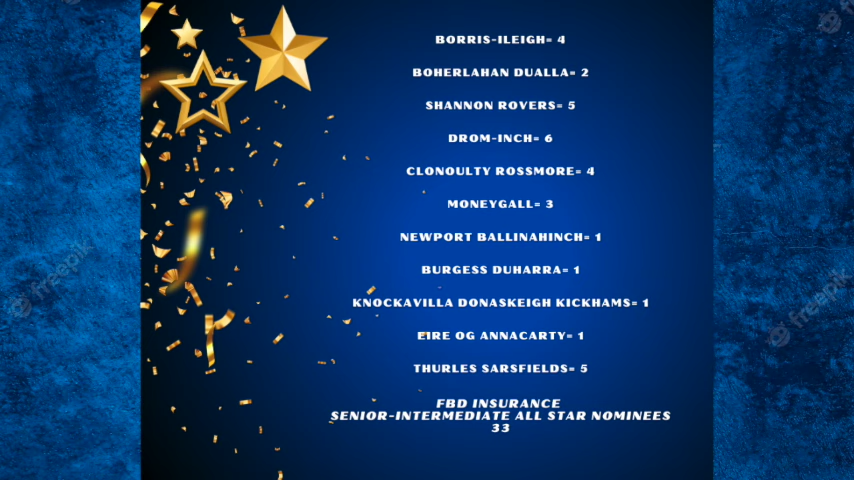 BORRIS-ILEIGH= 4
BOHERLAHAN DUALLA= 2
SHANNON ROVERS= 5
DROM-INCH= 6
CLONOULTY ROSSMORE= 4
MONEYGALL= 3
NEWPORT BALLINAHINCH= 1
BURGESS DUHARRA= 1
KNOCKAVILLA DONASKEIGH KICKHAMS= 1
EIRE OG ANNACARTY= 1
THURLES SARSFIELDS= 5
FBD INSURANCE
SENIOR-INTERMEDIATE ALL STAR NOMINEES
33
freepik
freepik